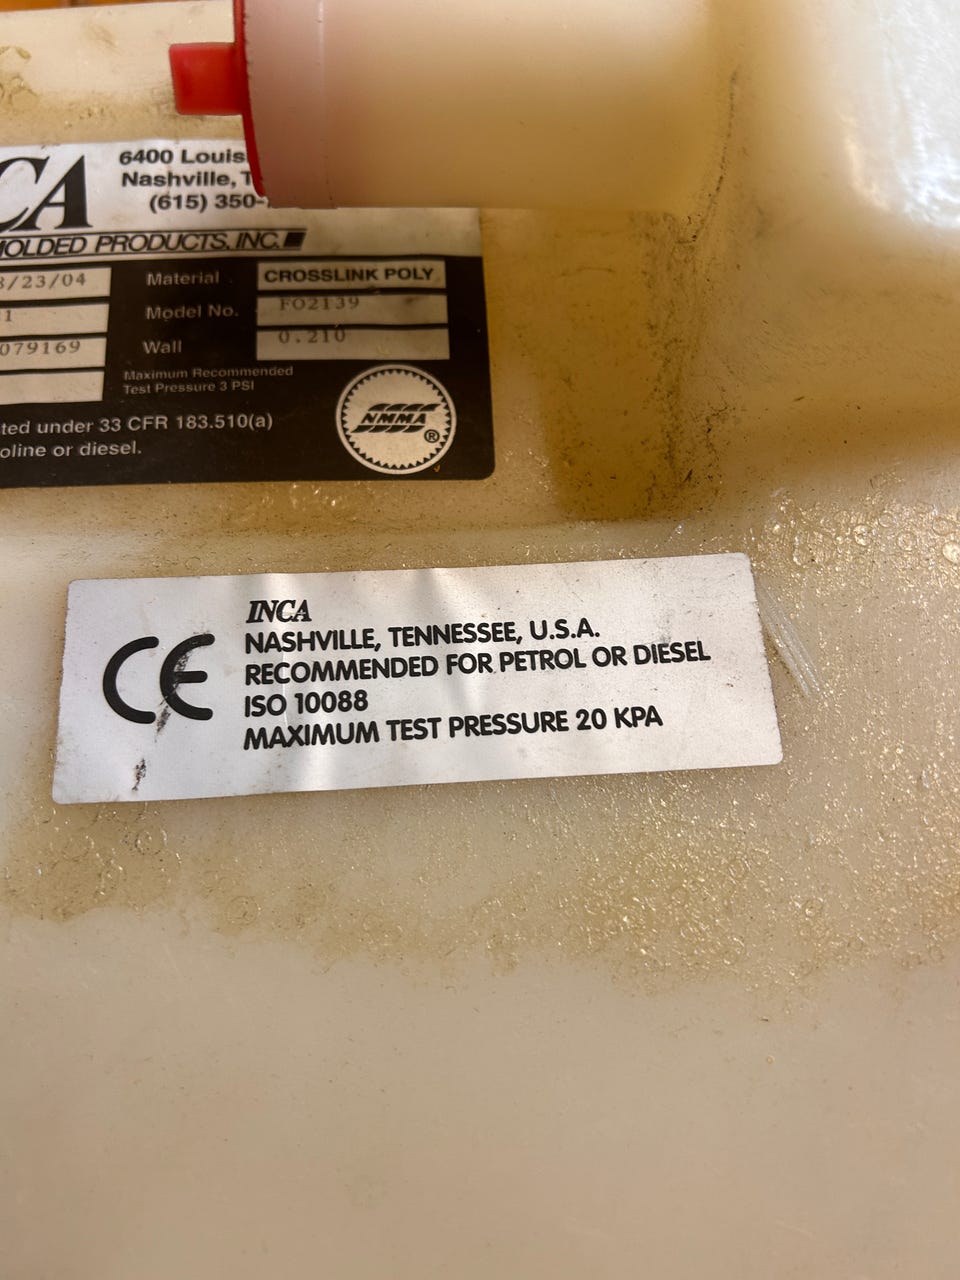 CA
6400 Louis
Nashville, T
(615) 350-
MOLDED PRODUCTS, INC.
/23/04 Material CROSSLINK POLY
1 Model No. FO2139
079169 Wall 0.210
Maximum Recommended
Test Pressure 3 PSI
ted under 33 CFR 183.510(a)
oline or diesel.
NMMA®
CE
INCA
NASHVILLE, TENNESSEE, U.S.A.
RECOMMENDED FOR PETROL OR DIESEL
ISO 10088
MAXIMUM TEST PRESSURE 20 KPA